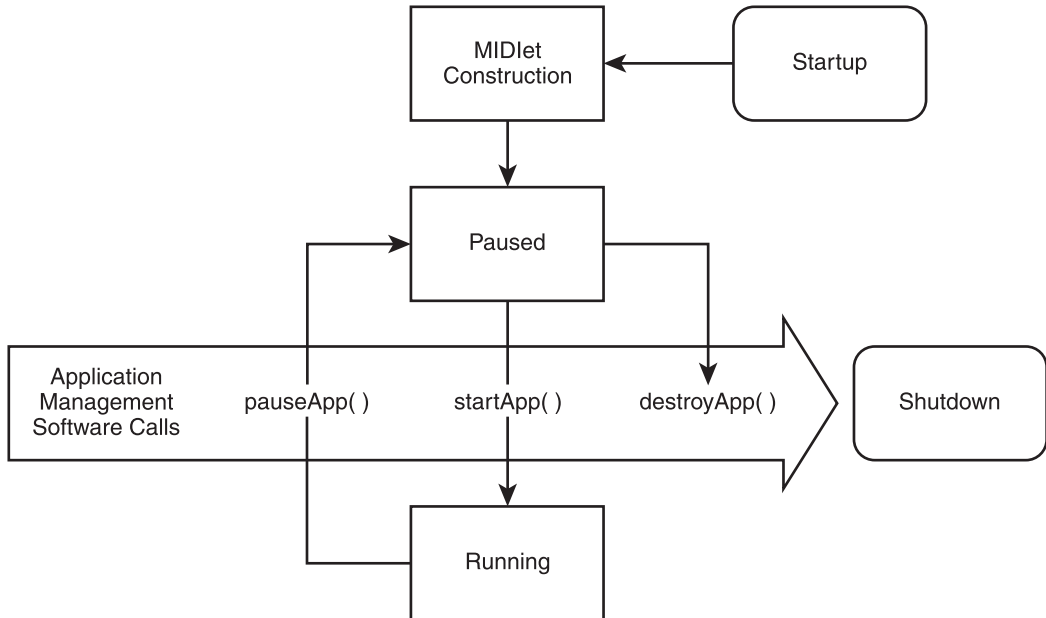 MIDlet
Construction
Startup
Paused
Application
Management
Software Calls
pauseApp( )
startApp( )
destroyApp( )
Shutdown
Running